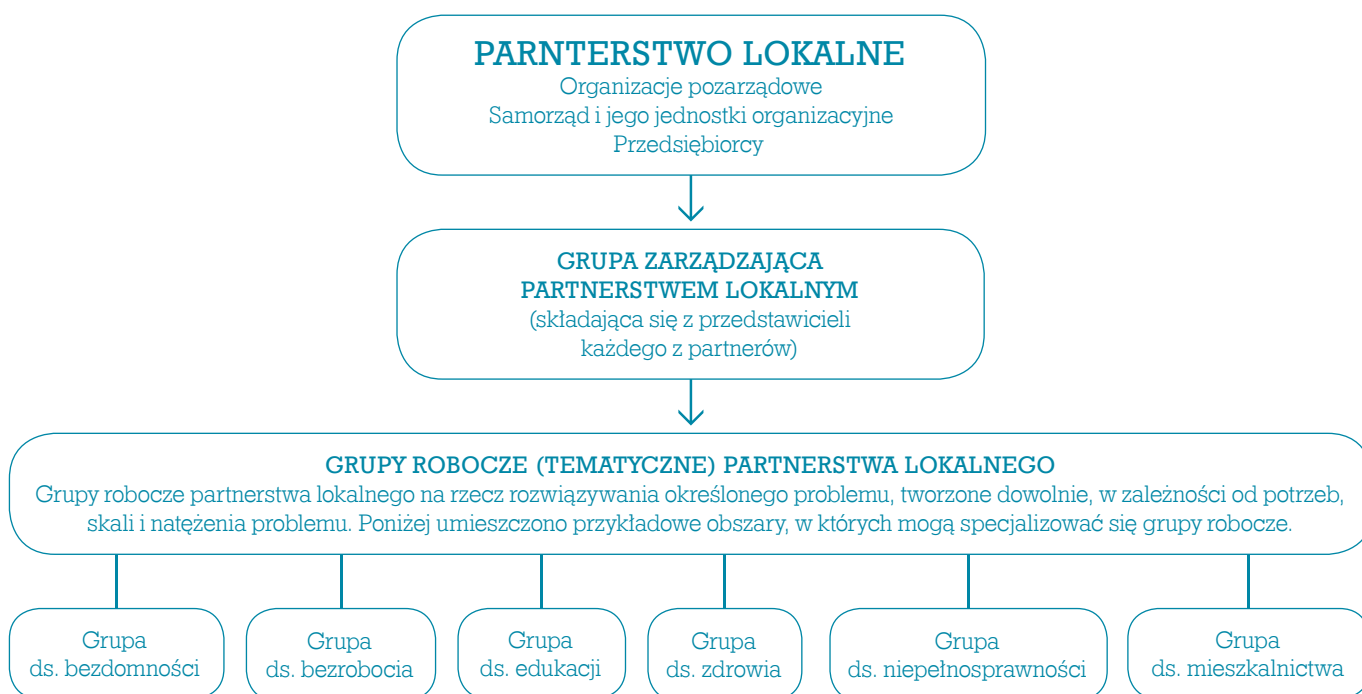 PARNTERSTWO LOKALNE
Organizacje pozarządowe
Samorząd i jego jednostki organizacyjne
Przedsiębiorcy
GRUPA ZARZĄDZAJĄCA
PARTNERSTWEM LOKALNYM
(składająca się z przedstawicieli
każdego z partnerów)
GRUPY ROBOCZE (TEMATYCZNE) PARTNERSTWA LOKALNEGO
Grupy robocze partnerstwa lokalnego na rzecz rozwiązywania określonego problemu, tworzone dowolnie, w zależności od potrzeb,
skali i natężenia problemu. Poniżej umieszczono przykładowe obszary, w których mogą specjalizować się grupy robocze.
Grupa
ds. bezdomności
Grupa
ds. bezrobocia
Grupa
ds. edukacji
Grupa
ds. zdrowia
Grupa
ds. niepełnosprawności
Grupa
ds. mieszkalnictwa